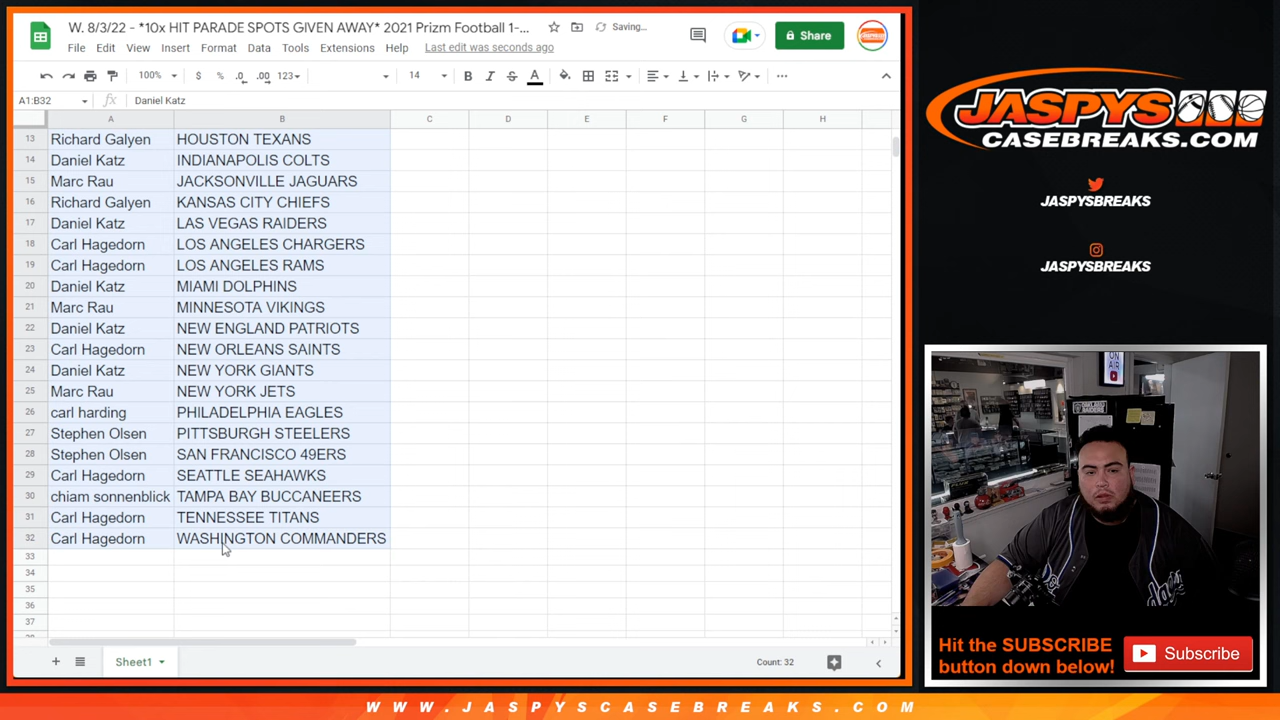 W. 8/3/22 - *10x HIT PARADE SPOTS GIVEN AWAY* 2021 Prizm Football 1-...
Saving...
Share
File Edit View Insert Format Data Tools Extensions Help Last edit was seconds ago
100% $ % .0 .00 123 14 B I S A
A1:B32 fx Daniel Katz
A B C D E F G H
13 Richard Galyen HOUSTON TEXANS
14 Daniel Katz INDIANAPOLIS COLTS
15 Marc Rau JACKSONVILLE JAGUARS
16 Richard Galyen KANSAS CITY CHIEFS
17 Daniel Katz LAS VEGAS RAIDERS
18 Carl Hagedorn LOS ANGELES CHARGERS
19 Carl Hagedorn LOS ANGELES RAMS
20 Daniel Katz MIAMI DOLPHINS
21 Marc Rau MINNESOTA VIKINGS
22 Daniel Katz NEW ENGLAND PATRIOTS
23 Carl Hagedorn NEW ORLEANS SAINTS
24 Daniel Katz NEW YORK GIANTS
25 Marc Rau NEW YORK JETS
26 carl harding PHILADELPHIA EAGLES
27 Stephen Olsen PITTSBURGH STEELERS
28 Stephen Olsen SAN FRANCISCO 49ERS
29 Carl Hagedorn SEATTLE SEAHAWKS
30 chiam sonnenblick TAMPA BAY BUCCANEERS
31 Carl Hagedorn TENNESSEE TITANS
32 Carl Hagedorn WASHINGTON COMMANDERS
33
34
35
36
37
Sheet1
Count: 32
JASPYS
CASEBREAKS.COM
JASPYSBREAKS
JASPYSBREAKS
ON AIR
Hit the SUBSCRIBE
button down below!
Subscribe
WWW.JASPYSCASEBREAKS.COM